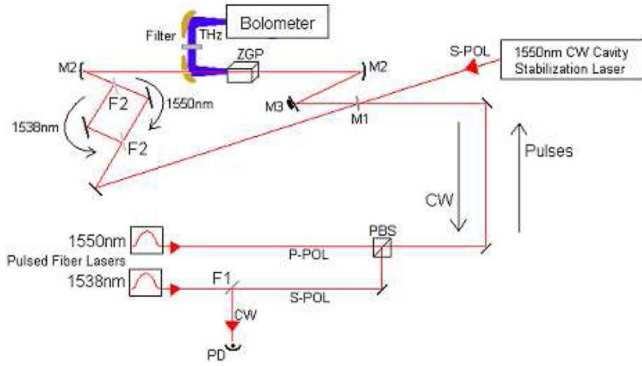 Bolometer
Filter
THz
ZGP
M2
M2
S-POL
1550nm CW Cavity
Stabilization Laser
F2
1550nm
M3
M1
1538nm
F2
CW
Pulses
1550nm
PBS
P-POL
Pulsed Fiber Lasers
1538nm
F1
S-POL
CW
PD